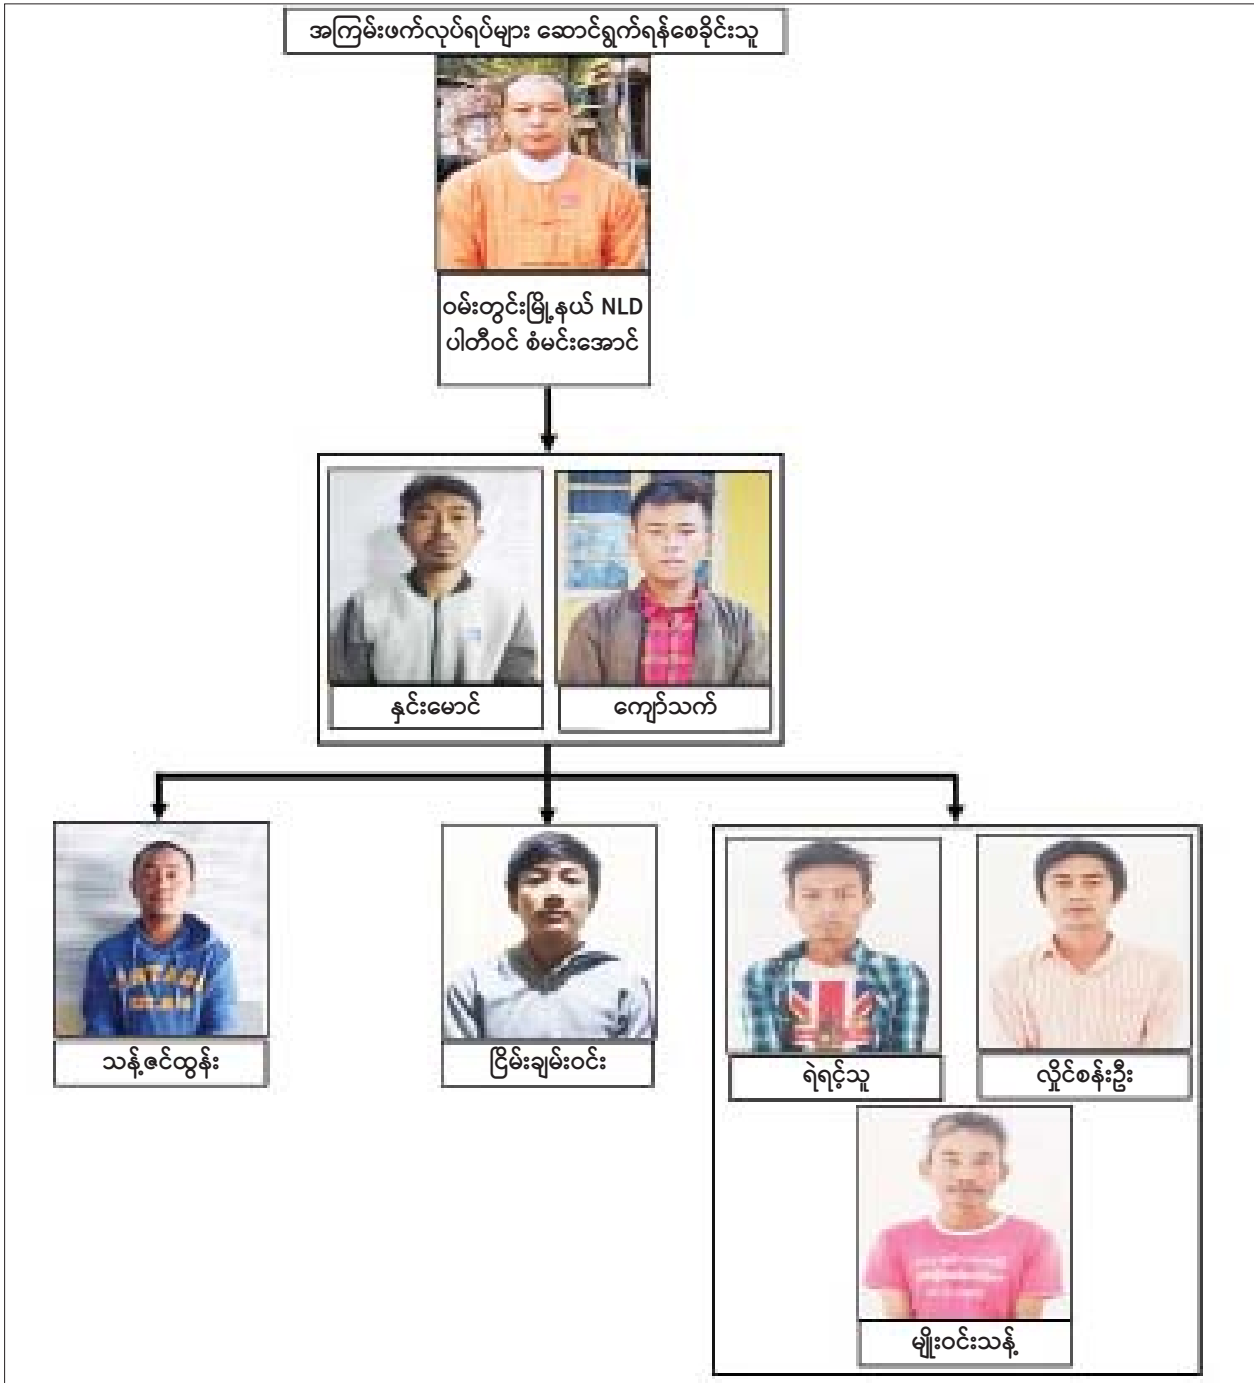 အကြမ်းဖက်လုပ်ရပ်များ ဆောင်ရွက်ရန်စေခိုင်းသူ
ဝမ်းတွင်းမြို့နယ် NLD
ပါတီဝင် စံမင်းအောင်
နှင်းမောင်
ကျော်သက်
သန့်ဇင်ထွန်း
ငြိမ်းချမ်းဝင်း
ရဲရင့်သူ
လှိုင်စန်းဦး
မျိုးဝင်းသန့်